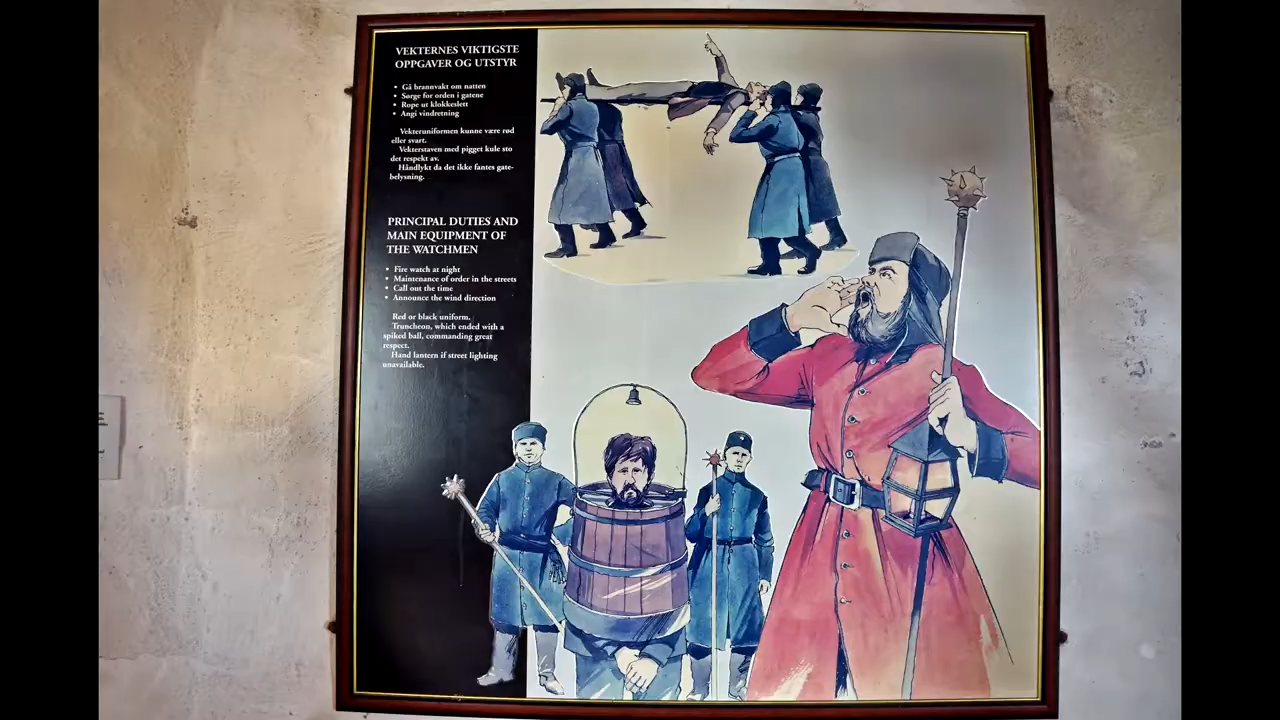 VEKTERNES VIKTIGSTE
OPPGAVER OG UTSTYR
• Gå brannvakt om natten
• Sørge for orden i gatene
• Rope ut klokkeslett
• Angi vindretning
Vekteruniformen kunne være rød
eller svart.
Vekterstaven med pigget kule sto
det respekt av.
Håndlykt da det ikke fantes gate-
belysning.
PRINCIPAL DUTIES AND
MAIN EQUIPMENT OF
THE WATCHMEN
• Fire watch at night
• Maintenance of order in the streets
• Call out the time
• Announce the wind direction
Red or black uniform.
Truncheon, which ended with a
spiked ball, commanding great
respect.
Hand lantern if street lighting
unavailable.